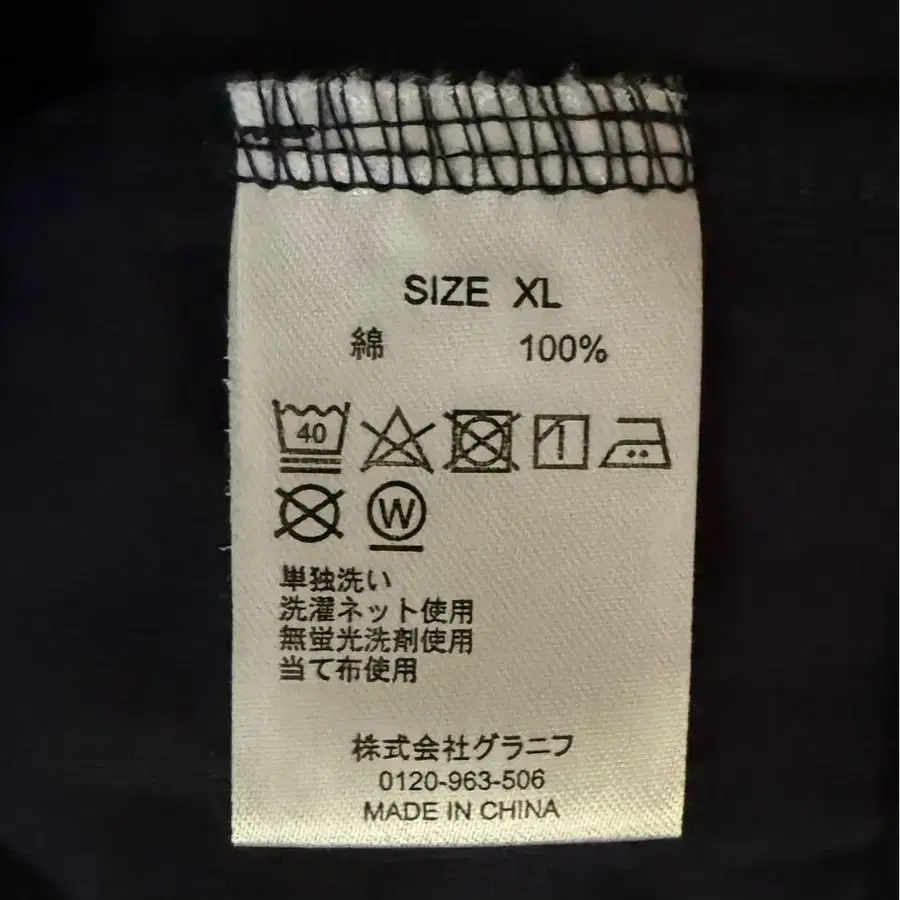 SIZE XL
綿 100%
40
W
単独洗い
洗濯ネット使用
無蛍光洗剤使用
当て布使用
株式会社グラニフ
0120-963-506
MADE IN CHINA